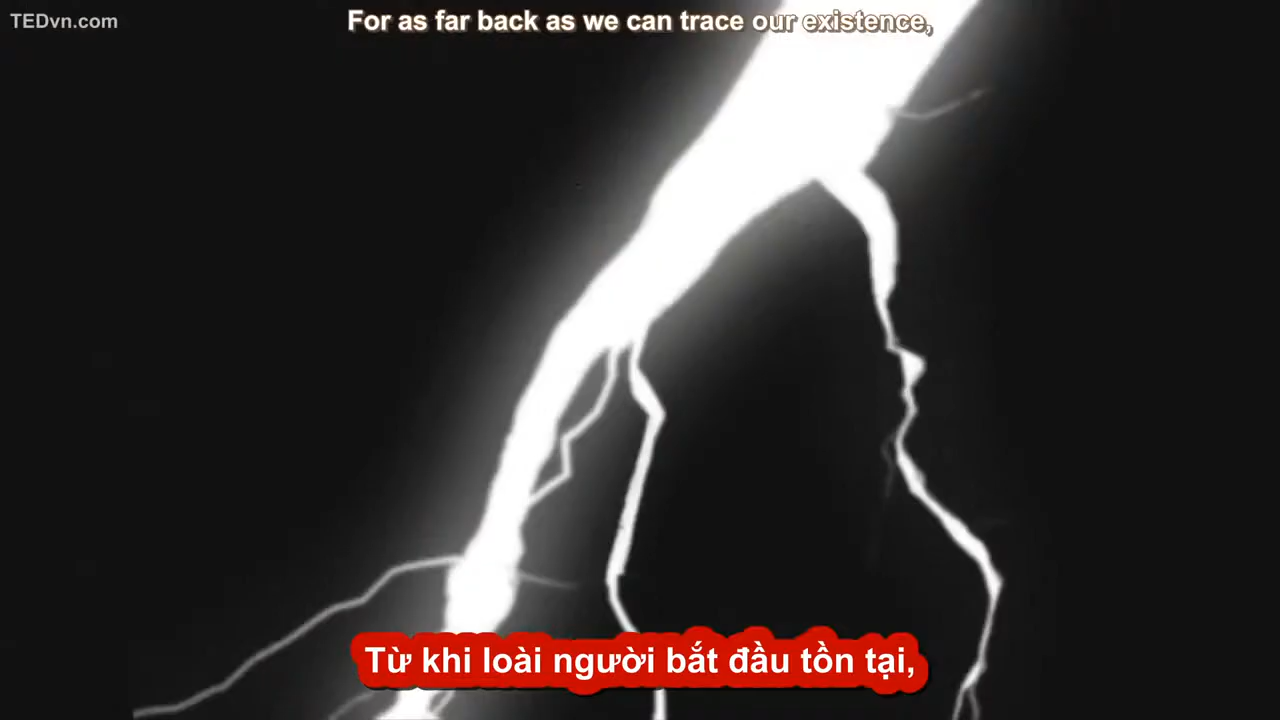 TEDvn.com
For as far back as we can trace our existence,
Từ khi loài người bắt đầu tồn tại,